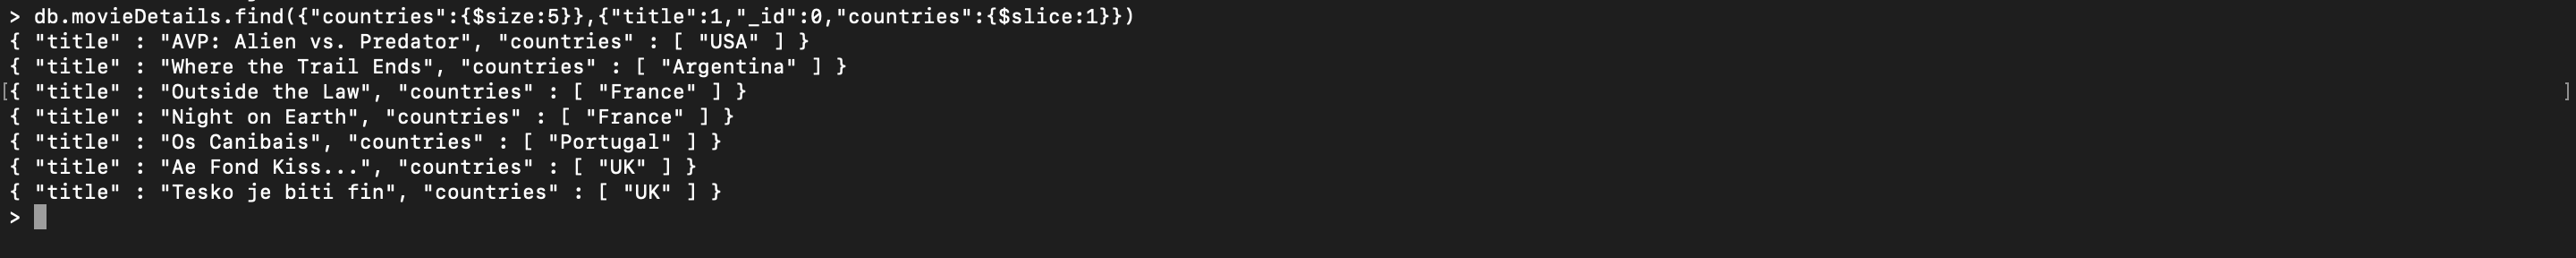 > db.movieDetails.find({"countries":{$size:5}},{"title":1,"_id":0,"countries":{$slice:1}})
{ "title" : "AVP: Alien vs. Predator", "countries" : [ "USA" ] }
{ "title" : "Where the Trail Ends", "countries" : [ "Argentina" ] }
[{ "title" : "Outside the Law", "countries" : [ "France" ] } ]
{ "title" : "Night on Earth", "countries" : [ "France" ] }
{ "title" : "Os Canibais", "countries" : [ "Portugal" ] }
{ "title" : "Ae Fond Kiss...", "countries" : [ "UK" ] }
{ "title" : "Tesko je biti fin", "countries" : [ "UK" ] }
>